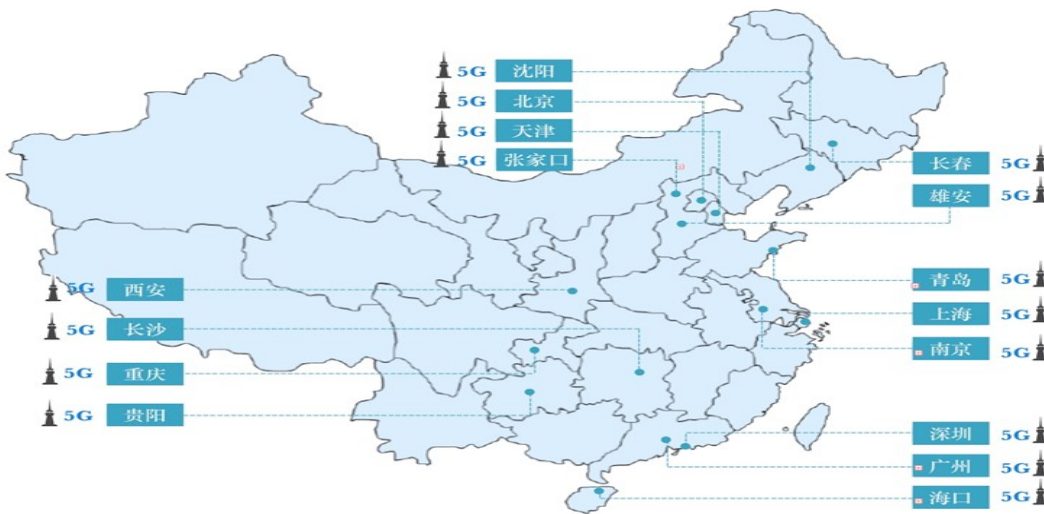 5G 沈阳
5G 北京
5G 天津
5G 张家口
长春 5G
雄安 5G
5G 西安
青岛 5G
5G 长沙
上海 5G
南京 5G
5G 重庆
5G 贵阳
深圳 5G
广州 5G
海口 5G